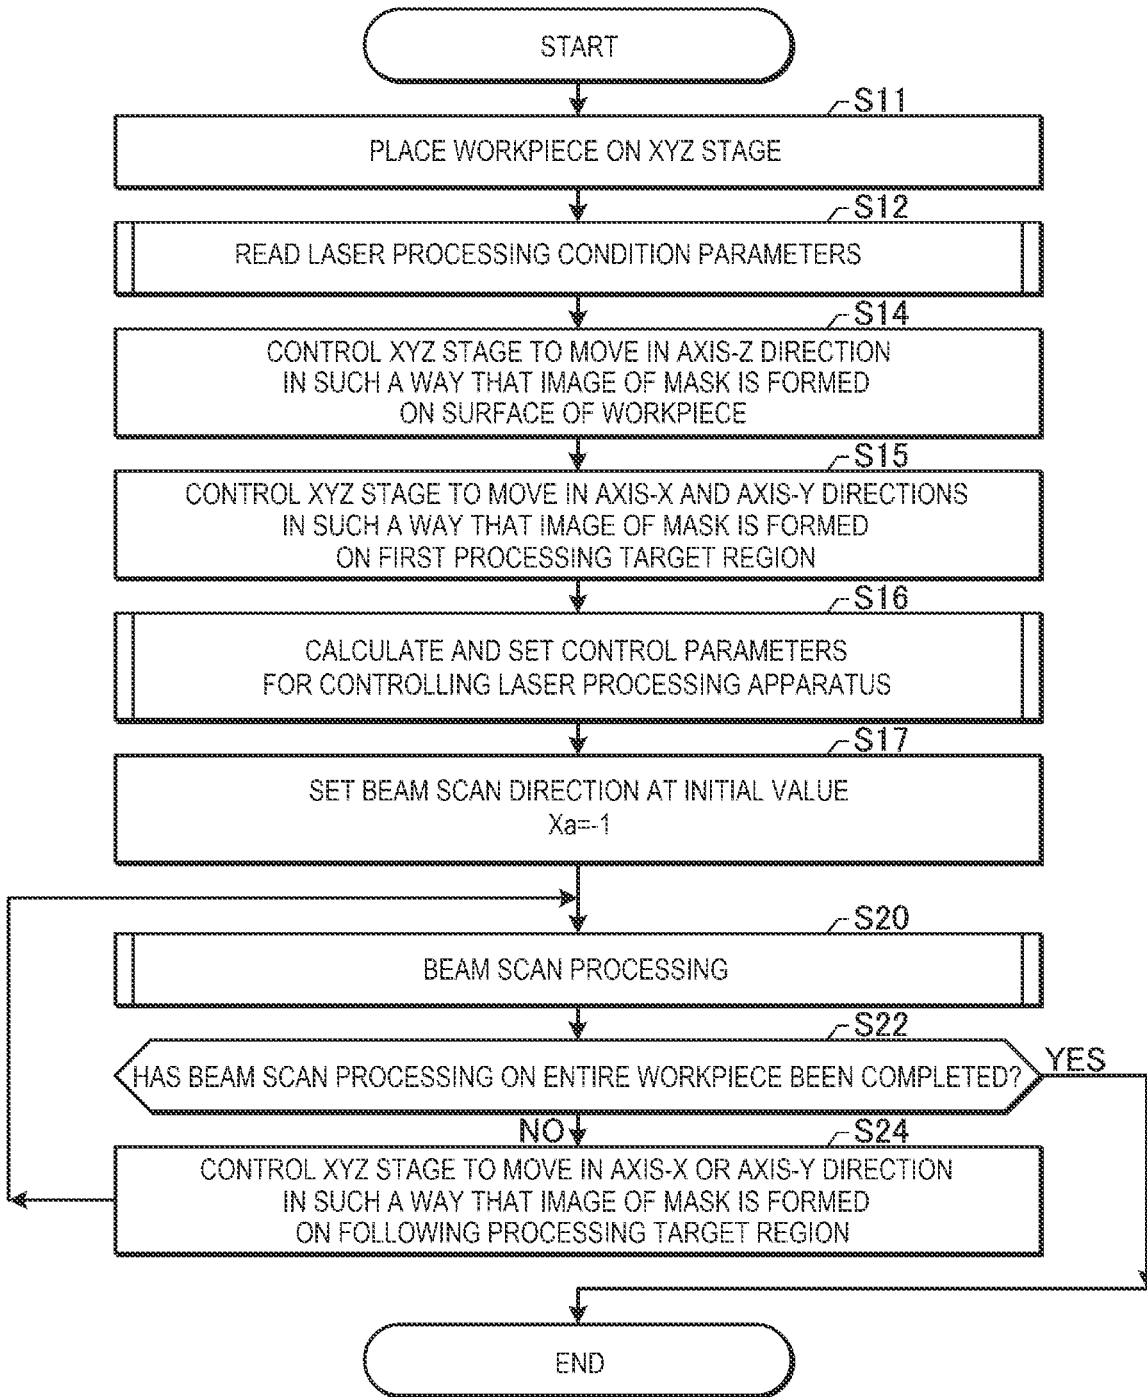 START
S11
PLACE WORKPIECE ON XYZ STAGE
S12
READ LASER PROCESSING CONDITION PARAMETERS
S14
CONTROL XYZ STAGE TO MOVE IN AXIS-Z DIRECTION
IN SUCH A WAY THAT IMAGE OF MASK IS FORMED
ON SURFACE OF WORKPIECE
S15
CONTROL XYZ STAGE TO MOVE IN AXIS-X AND AXIS-Y DIRECTIONS
IN SUCH A WAY THAT IMAGE OF MASK IS FORMED
ON FIRST PROCESSING TARGET REGION
S16
CALCULATE AND SET CONTROL PARAMETERS
FOR CONTROLLING LASER PROCESSING APPARATUS
S17
SET BEAM SCAN DIRECTION AT INITIAL VALUE
Xa=-1
S20
BEAM SCAN PROCESSING
S22
HAS BEAM SCAN PROCESSING ON ENTIRE WORKPIECE BEEN COMPLETED?
YES
NO
S24
CONTROL XYZ STAGE TO MOVE IN AXIS-X OR AXIS-Y DIRECTION
IN SUCH A WAY THAT IMAGE OF MASK IS FORMED
ON FOLLOWING PROCESSING TARGET REGION
END